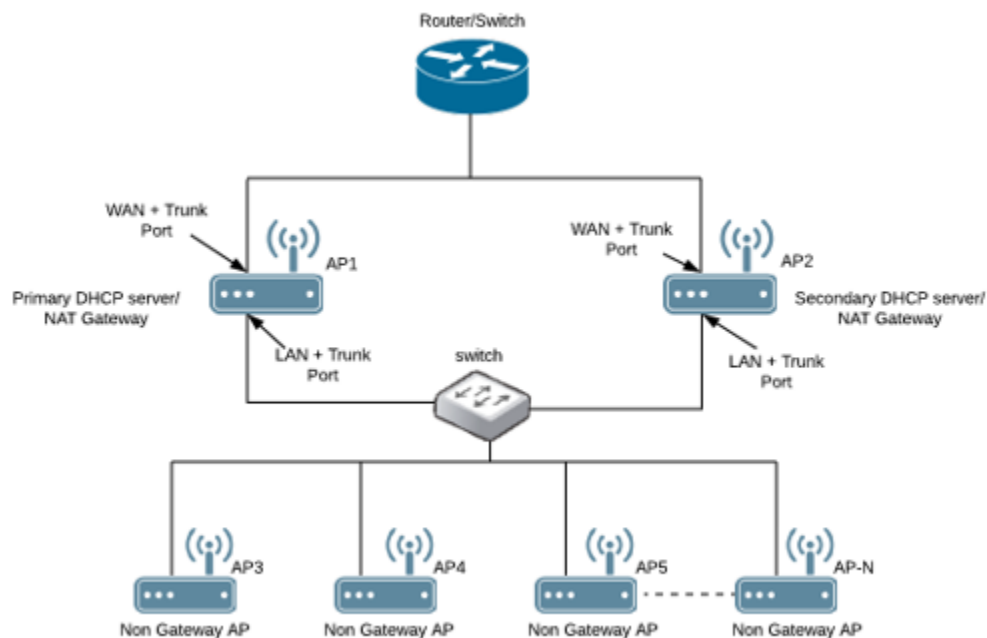 Router/Switch
WAN + Trunk
Port
AP1
Primary DHCP server/
NAT Gateway
LAN + Trunk
Port
WAN + Trunk
Port
AP2
Secondary DHCP server/
NAT Gateway
LAN + Trunk
Port
switch
AP3
AP4
AP5
AP-N
Non Gateway AP
Non Gateway AP
Non Gateway AP
Non Gateway AP